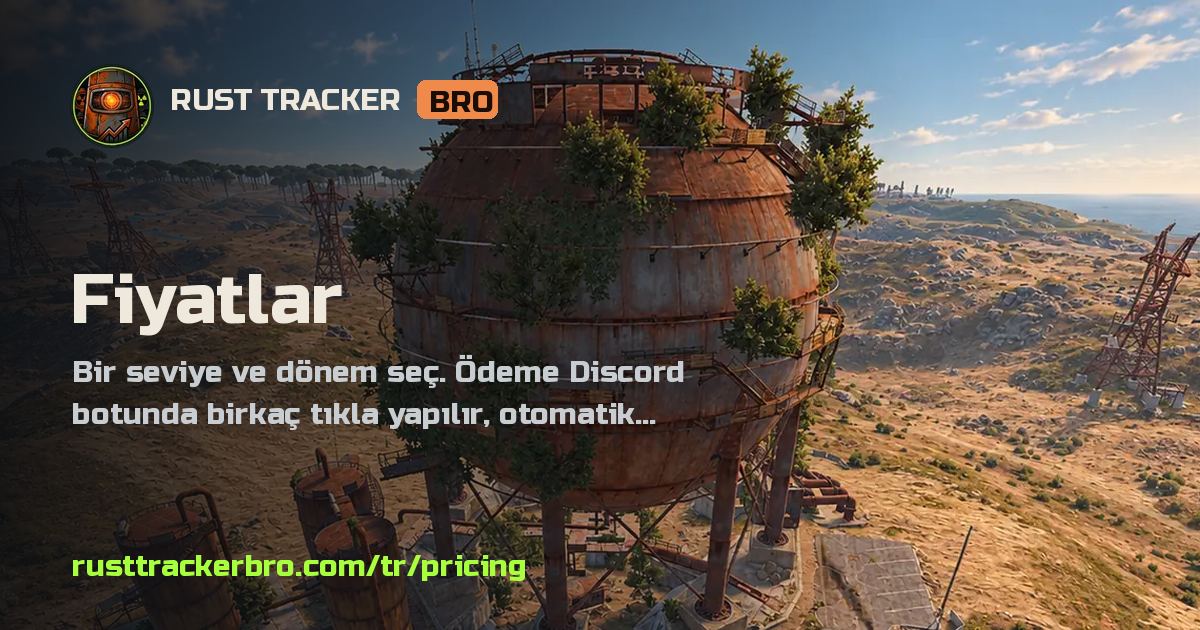 RUST TRACKER BRO
Fiyatlar
Bir seviye ve dönem seç. Ödeme Discord
botunda birkaç tıkla yapılır, otomatik...
rusttrackerbro.com/tr/pricing